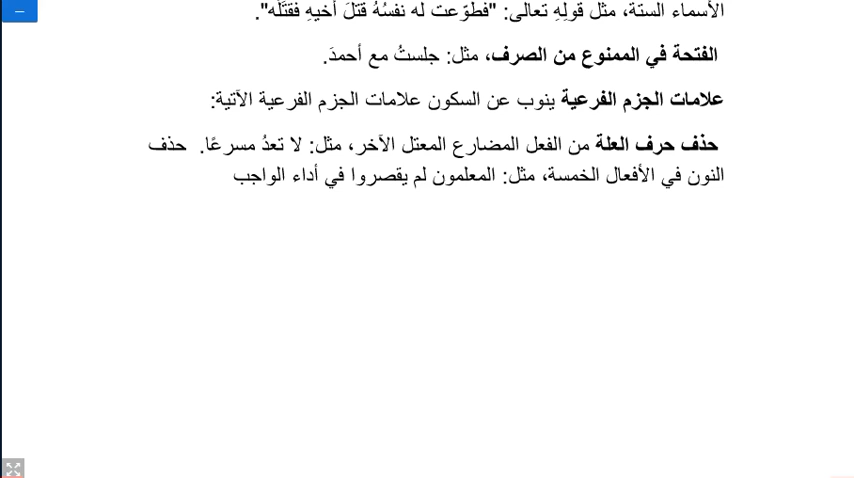 الأسماء الستة، مثل قولِهِ تعالى: "فطوّعت له نفسُهُ قتلَ أخيهِ فقتَلَه".
الفتحة في الممنوع من الصرف، مثل: جلستُ مع أحمدَ.
علامات الجزم الفرعية ينوب عن السكون علامات الجزم الفرعية الآتية:
حذف حرف العلة من الفعل المضارع المعتل الآخر، مثل: لا تعدُ مسرعًا. حذف
النون في الأفعال الخمسة، مثل: المعلمون لم يقصروا في أداء الواجب